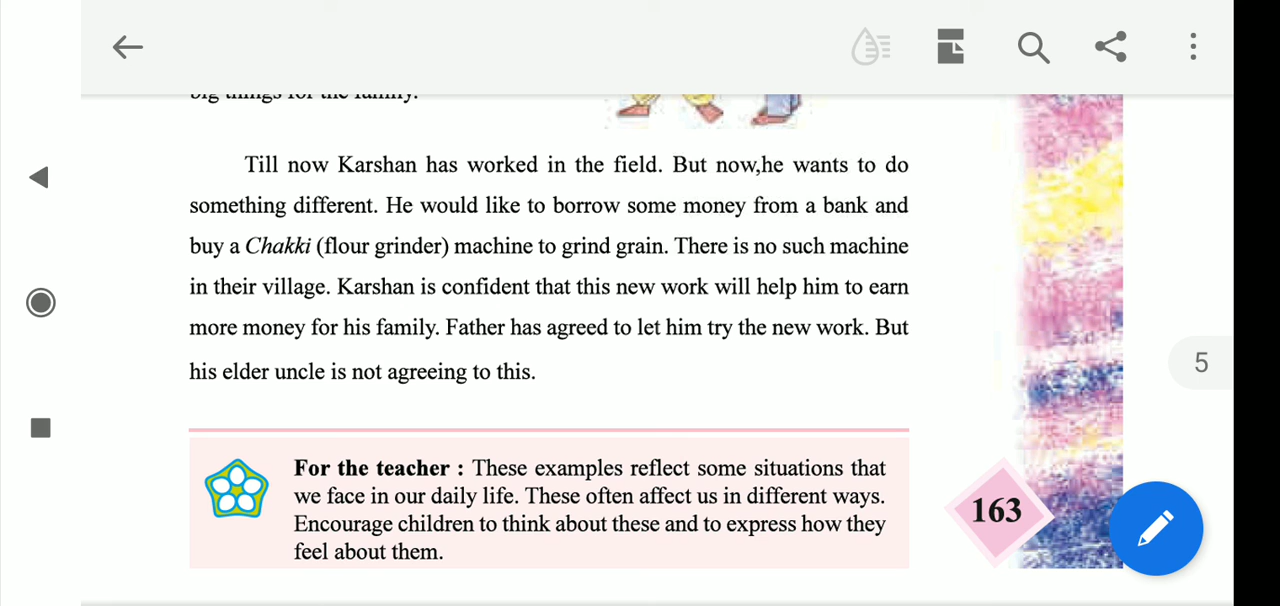 big things for the family.
Till now Karshan has worked in the field. But now,he wants to do
something different. He would like to borrow some money from a bank and
buy a Chakki (flour grinder) machine to grind grain. There is no such machine
in their village. Karshan is confident that this new work will help him to earn
more money for his family. Father has agreed to let him try the new work. But
his elder uncle is not agreeing to this.
5
For the teacher : These examples reflect some situations that
we face in our daily life. These often affect us in different ways.
Encourage children to think about these and to express how they
feel about them.
163